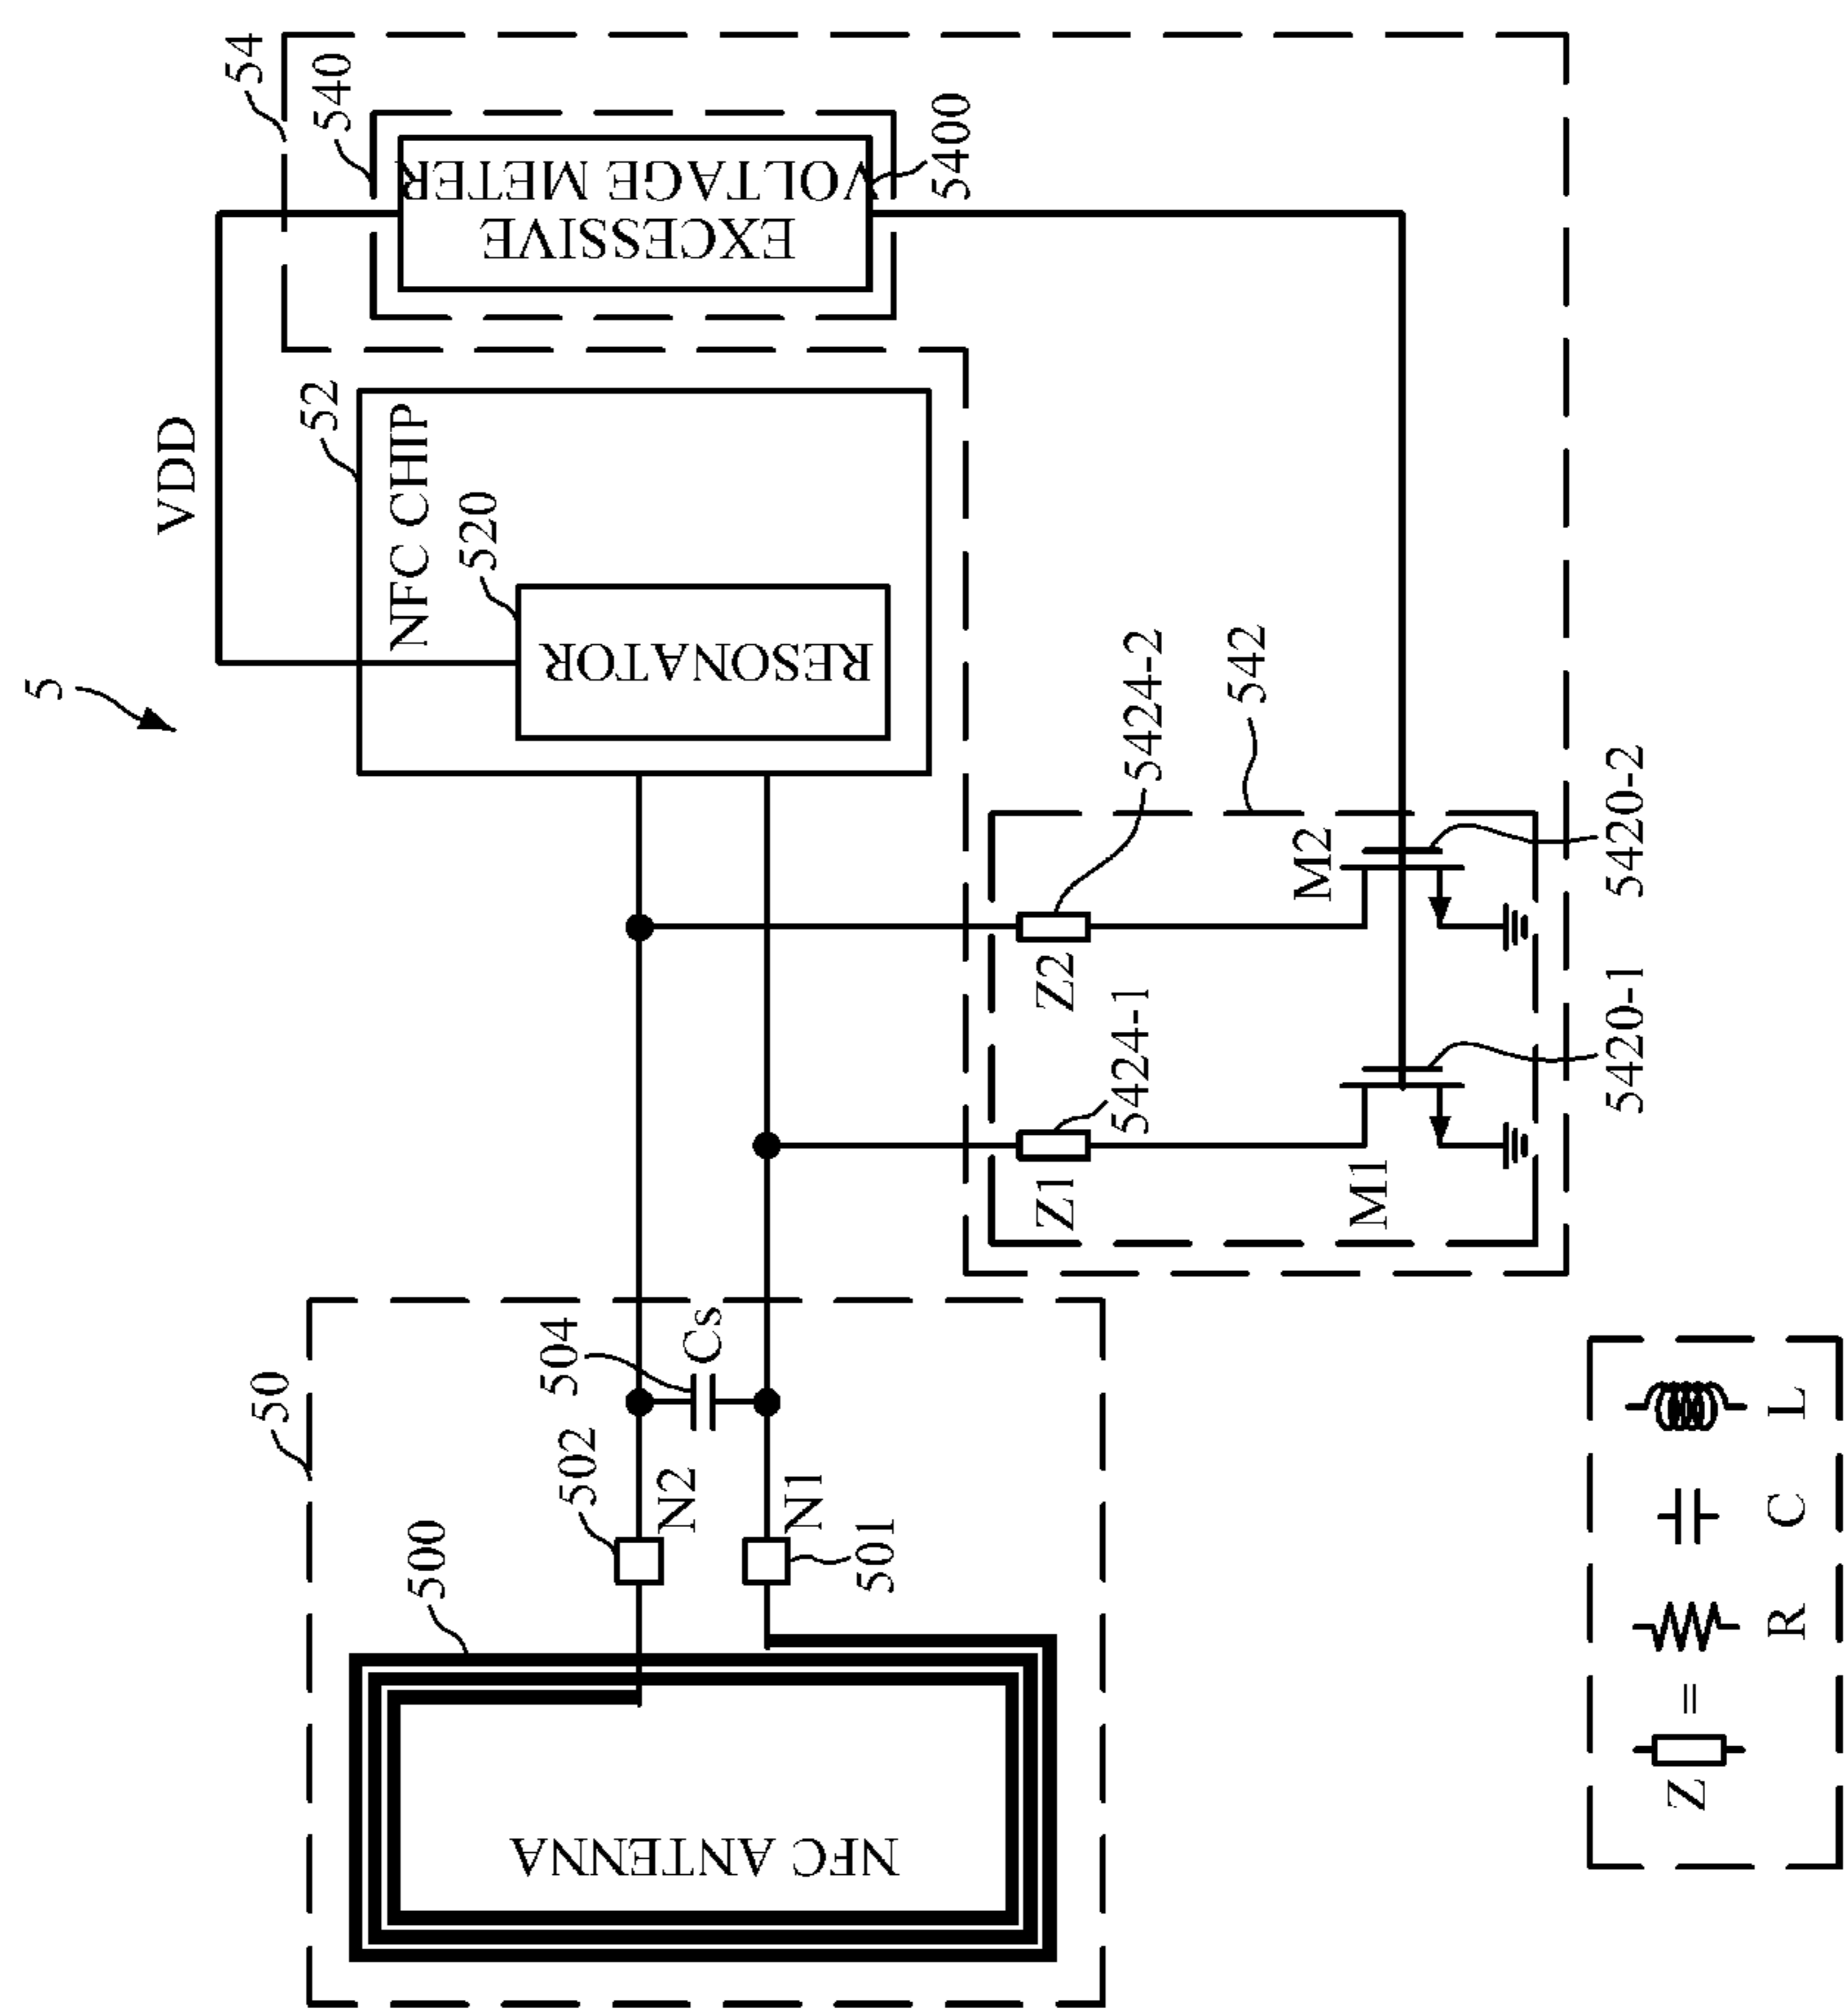 5
50
500
NFC ANTENNA
502
N2
501
N1
504
Cs
VDD
52
NFC CHIP
520
RESONATOR
54
540
EXCESSIVE
VOLTAGE METER
5400
542
Z1
5424-1
Z2
5424-2
M1
5420-1
M2
5420-2
Z = R C L